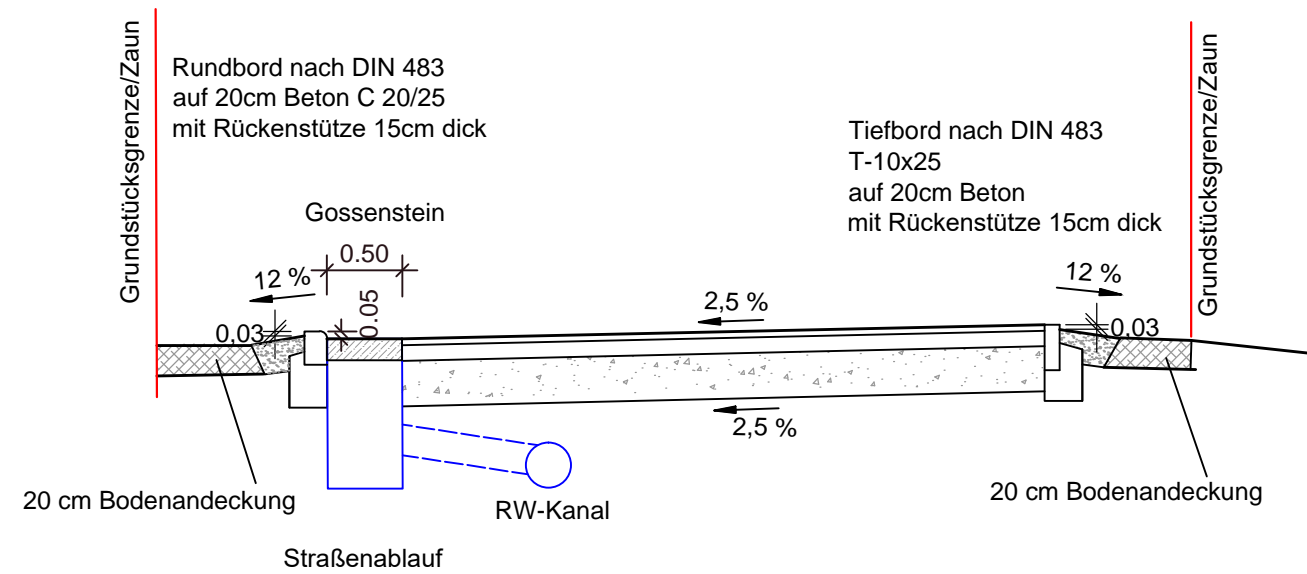 Grundstücksgrenze/Zaun
Rundbord nach DIN 483
auf 20cm Beton C 20/25
mit Rückenstütze 15cm dick
Gossenstein
0.50
12 %
0,03
0.05
2,5 %
2,5 %
Tiefbord nach DIN 483
T-10x25
auf 20cm Beton
mit Rückenstütze 15cm dick
12 %
0,03
Grundstücksgrenze/Zaun
20 cm Bodenandeckung
RW-Kanal
20 cm Bodenandeckung
Straßenablauf